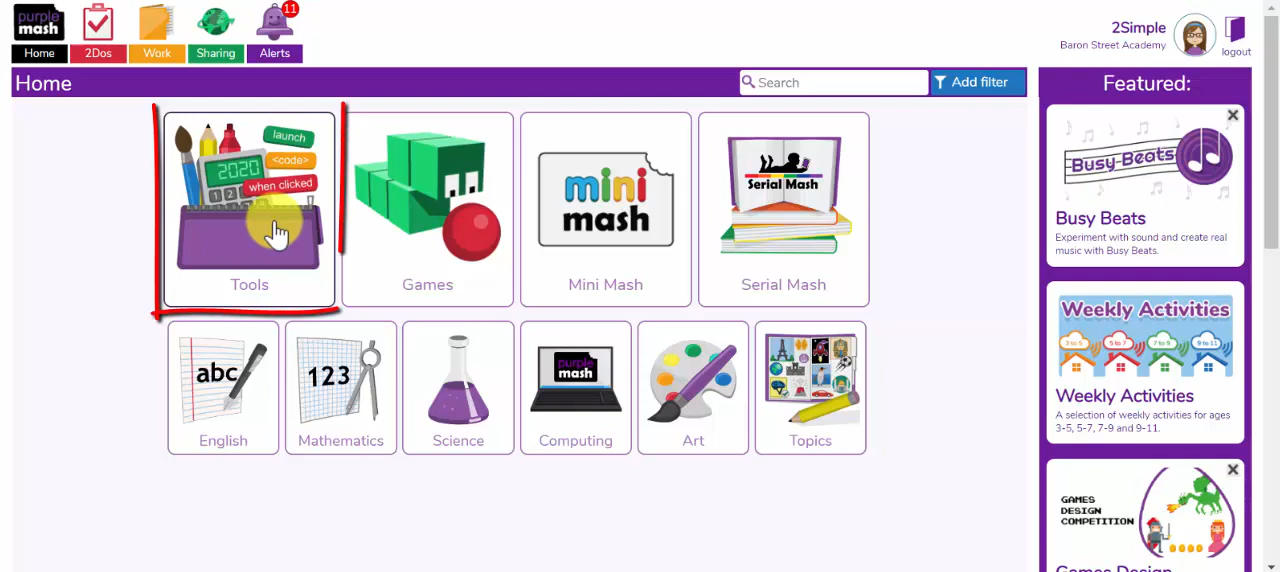 purple
mash
11
Home
2Dos
Work
Sharing
Alerts
2Simple
Baron Street Academy
logout
Home
Search
Add filter
Featured:
launch
<code>
2020
when clicked
1 2
Tools
Games
mini
mash
Mini Mash
Serial Mash
Serial Mash
abc
English
123
Mathematics
Science
purple
mash
Computing
Art
Topics
Busy-Beats
Busy Beats
Experiment with sound and create real
music with Busy Beats.
Weekly Activities
3 to 5
5 to 7
7 to 9
9 -11
Weekly Activities
A selection of weekly activities for ages
3-5, 5-7, 7-9 and 9-11.
GAMES
DESIGN
COMPETITION
Games Design